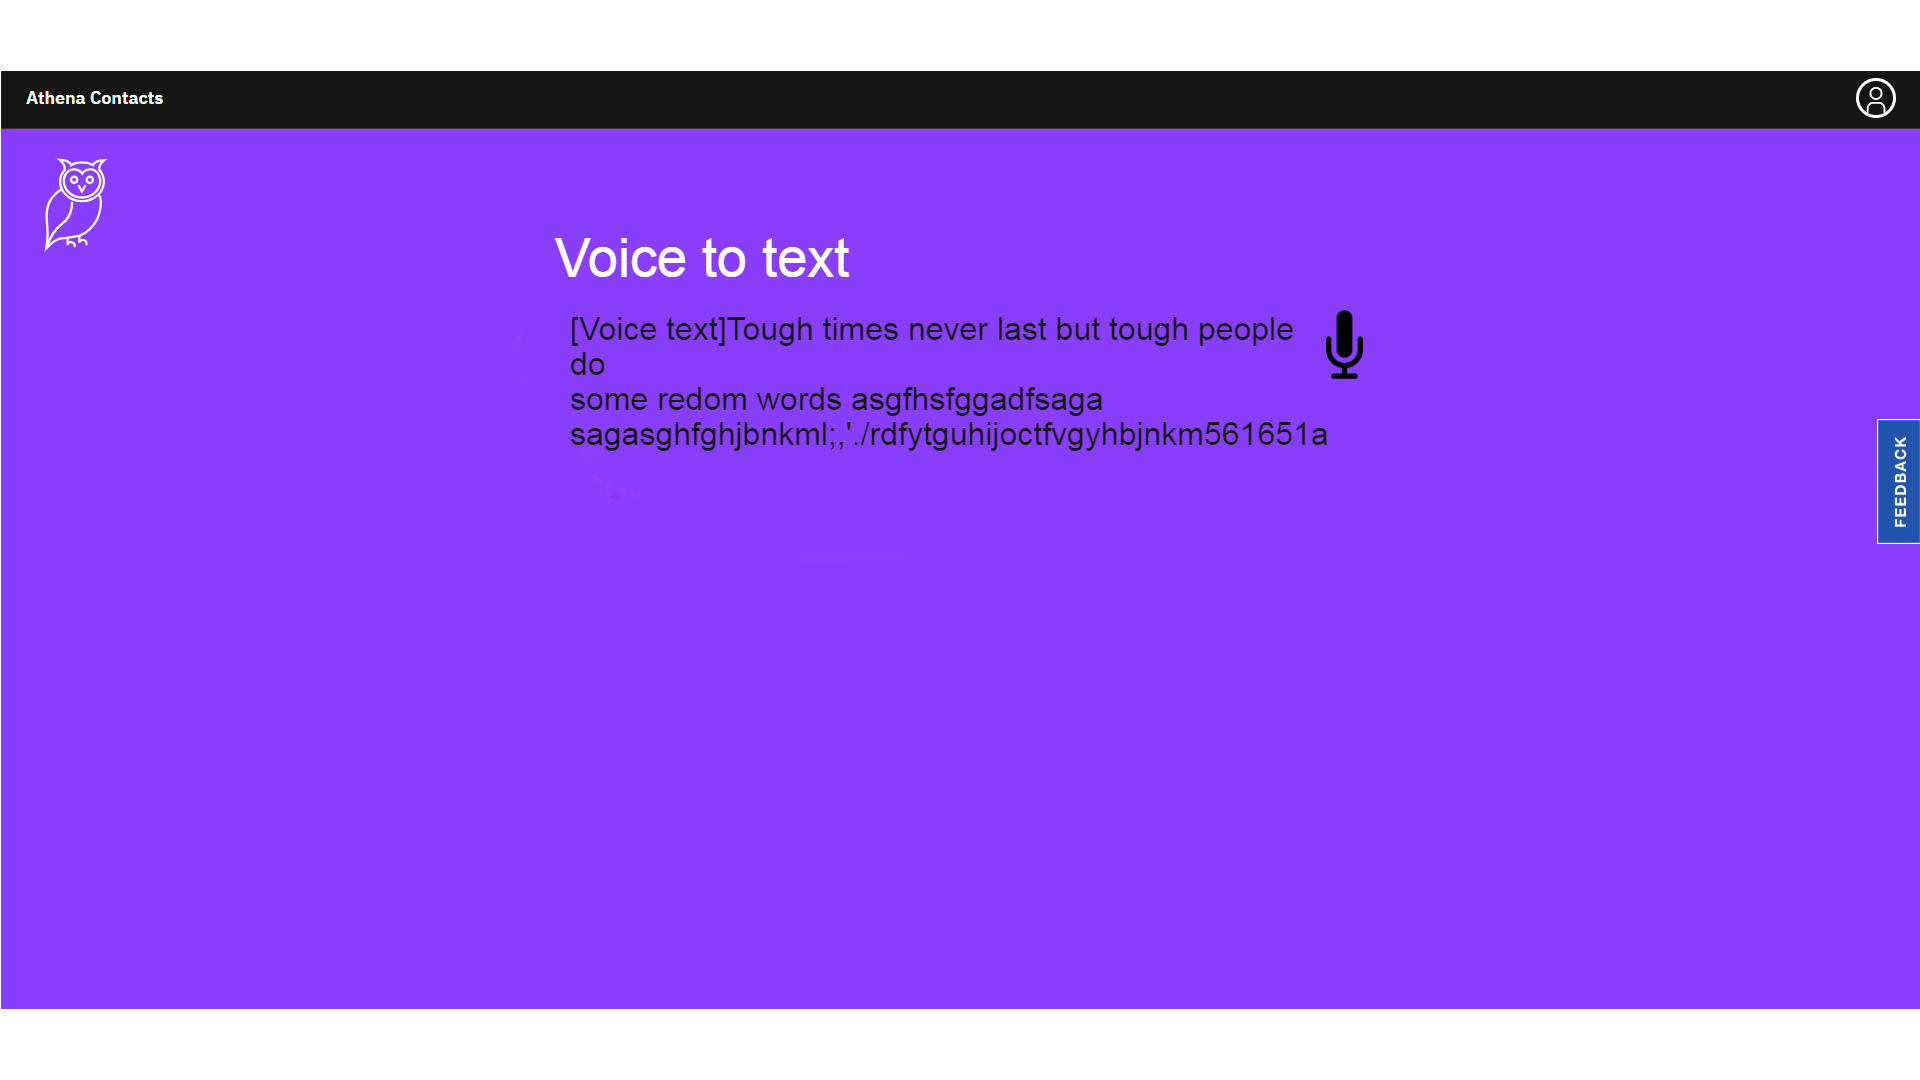 Athena Contacts
Voice to text
[Voice text]Tough times never last but tough people
do
some redom words asgfhsfggadfsaga
sagasghfghjbnkml;,'./rdfytguhijoctfvgyhbjnkm561651a
FEEDBACK